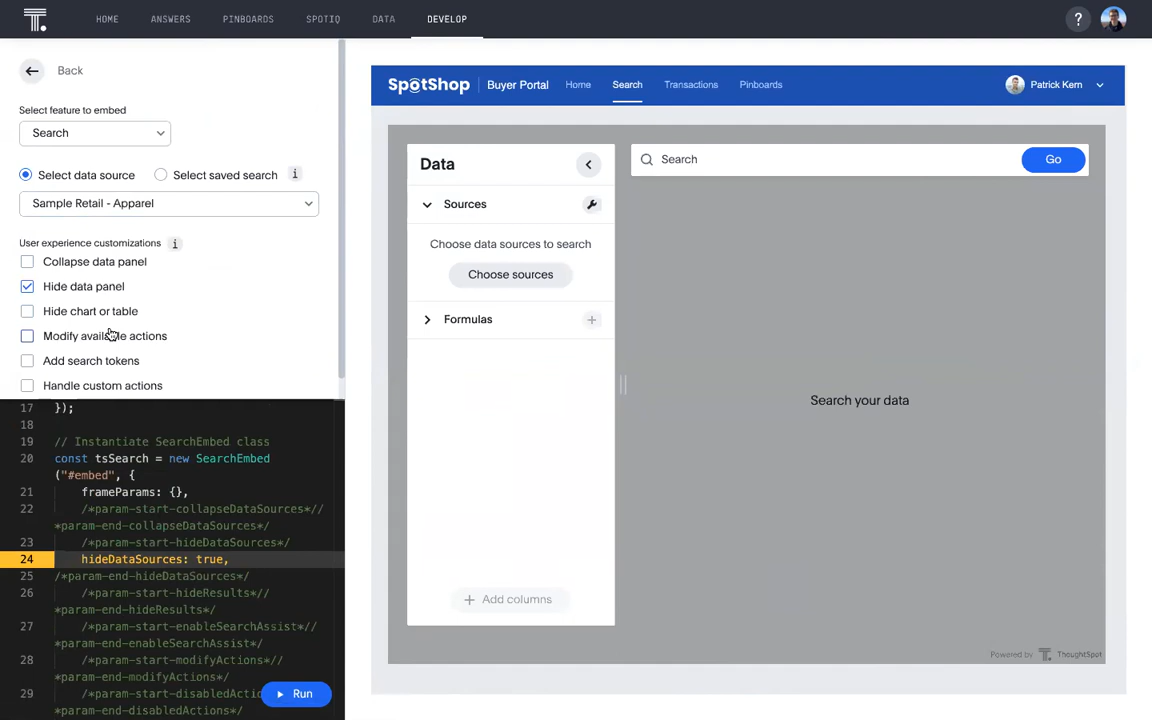 HOME ANSWERS PINBOARDS SPOTIQ DATA DEVELOP ?
Back
Select feature to embed
Search
Select data source Select saved search i
Sample Retail - Apparel
User experience customizations i
Collapse data panel
Hide data panel
Hide chart or table
Modify available actions
Add search tokens
Handle custom actions
17 });
18
19 // Instantiate SearchEmbed class
20 const tsSearch = new SearchEmbed
("#embed", {
21 frameParams: {},
22 /*param-start-collapseDataSources*//
*param-end-collapseDataSources*/
23 /*param-start-hideDataSources*/
24 hideDataSources: true,
25 /*param-end-hideDataSources*/
26 /*param-start-hideResults*//
*param-end-hideResults*/
27 /*param-start-enableSearchAssist*//
*param-end-enableSearchAssist*/
28 /*param-start-modifyActions*//
*param-end-modifyActions*/
29 /*param-start-disabledActio
*param-end-disabledActions*/
Run
SpotShop Buyer Portal Home Search Transactions Pinboards Patrick Kern
Data
Sources
Choose data sources to search
Choose sources
Formulas
Add columns
Search Go
Search your data
Powered by ThoughtSpot